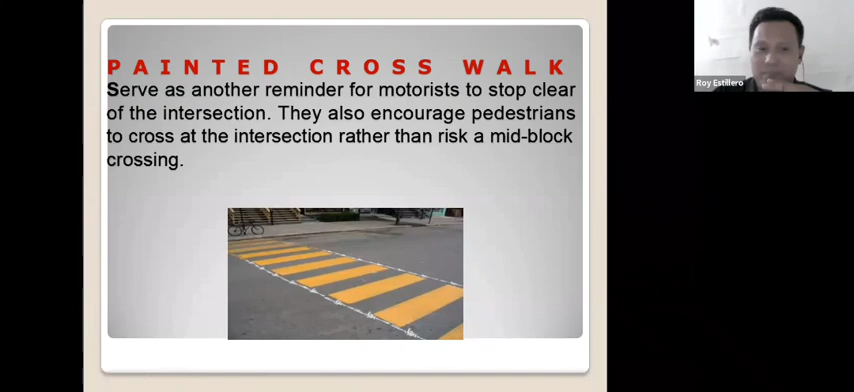 PAINTED CROSS WALK
Serve as another reminder for motorists to stop clear
of the intersection. They also encourage pedestrians
to cross at the intersection rather than risk a mid-block
crossing.
Roy Estillero